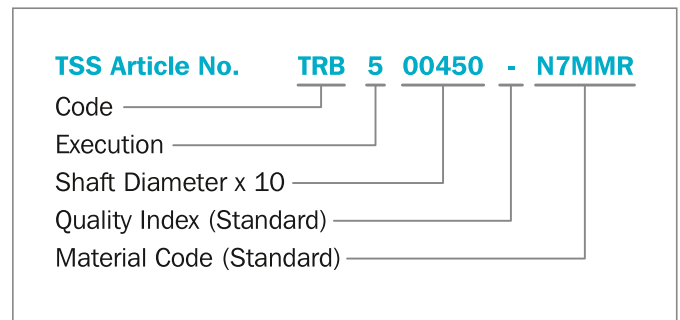 TSS Article No. TRB 5 00450 - N7MMR
Code
Execution
Shaft Diameter x 10
Quality Index (Standard)
Material Code (Standard)